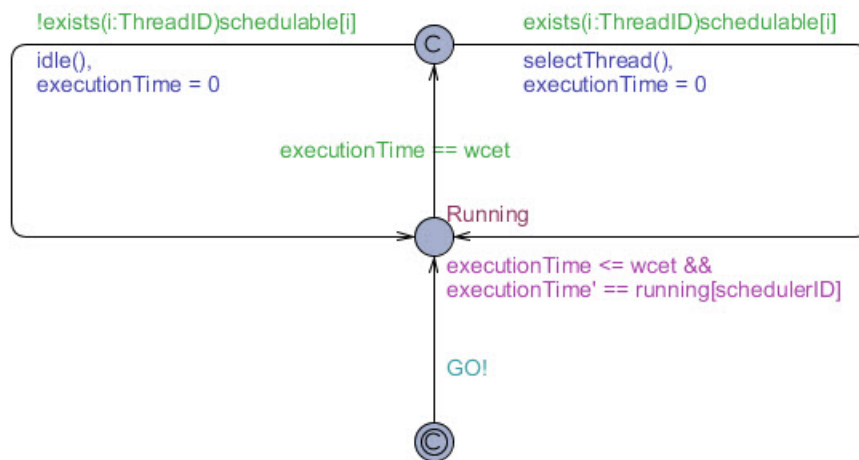 !exists(i:ThreadID)schedulable[i]
idle(),
executionTime = 0
C
exists(i:ThreadID)schedulable[i]
selectThread(),
executionTime = 0
executionTime == wcet
Running
executionTime <= wcet &&
executionTime' == running[schedulerID]
GO!
C